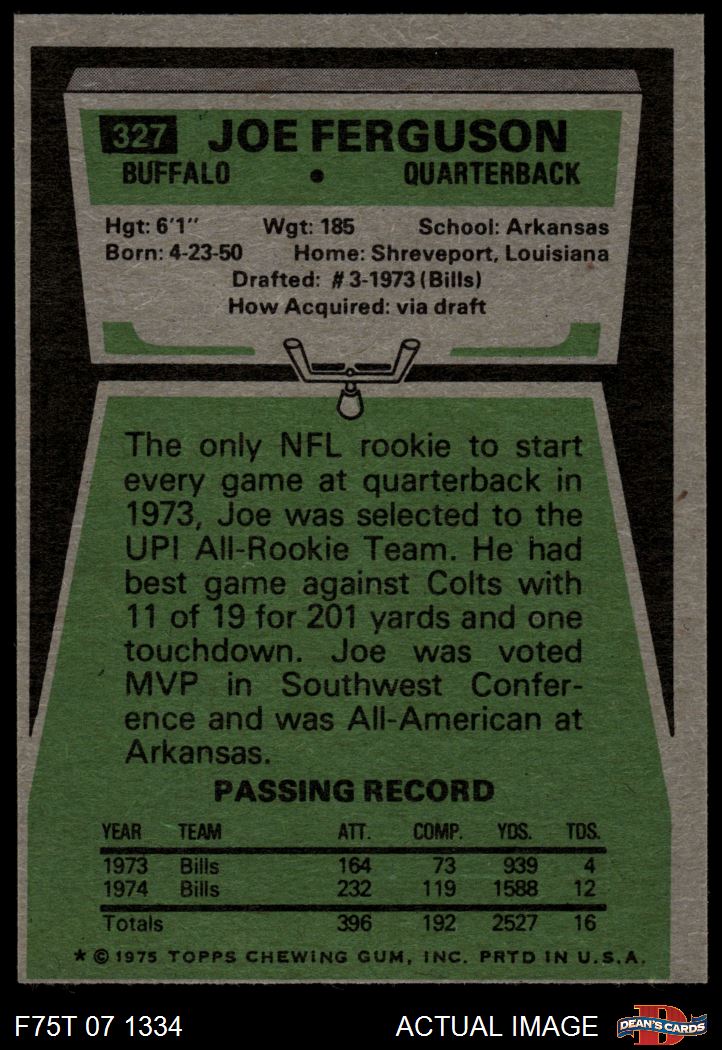 327 JOE FERGUSON
BUFFALO • QUARTERBACK
Hgt: 6'1" Wgt: 185 School: Arkansas
Born: 4-23-50 Home: Shreveport, Louisiana
Drafted: #3-1973 (Bills)
How Acquired: via draft
The only NFL rookie to start
every game at quarterback in
1973, Joe was selected to the
UPI All-Rookie Team. He had
best game against Colts with
11 of 19 for 201 yards and one
touchdown. Joe was voted
MVP in Southwest Confer-
ence and was All-American at
Arkansas.
PASSING RECORD
YEAR TEAM ATT. COMP. YDS. TDS.
1973 Bills 164 73 939 4
1974 Bills 232 119 1588 12
Totals 396 192 2527 16
* © 1975 TOPPS CHEWING GUM, INC. PRTD IN U.S.A.
F75T 07 1334 ACTUAL IMAGE D DEAN'S CARDS